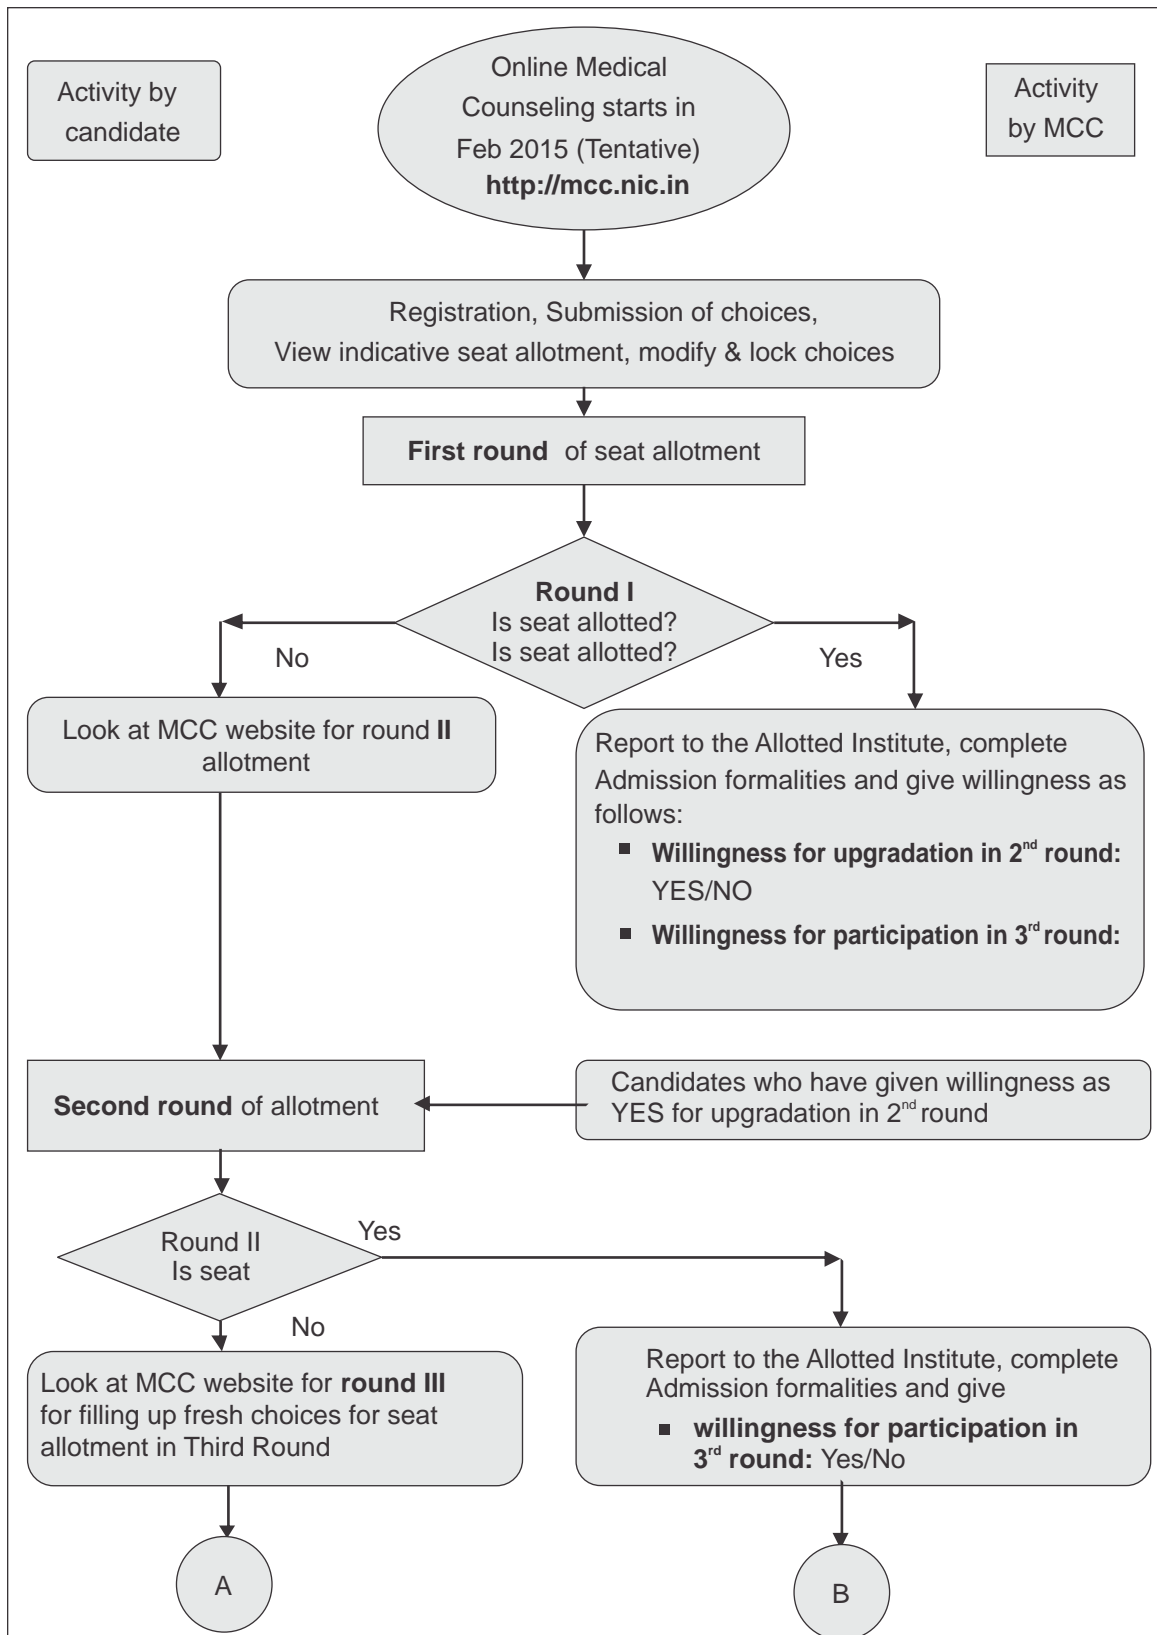 Activity by
candidate
Online Medical
Counseling starts in
Feb 2015 (Tentative)
http://mcc.nic.in
Activity
by MCC
Registration, Submission of choices,
View indicative seat allotment, modify & lock choices
First round of seat allotment
Round I
Is seat allotted?
Is seat allotted?
No
Yes
Look at MCC website for round II
allotment
Report to the Allotted Institute, complete
Admission formalities and give willingness as
follows:
■ Willingness for upgradation in 2nd round:
YES/NO
■ Willingness for participation in 3rd round:
Second round of allotment
Candidates who have given willingness as
YES for upgradation in 2nd round
Round II
Is seat
Yes
No
Look at MCC website for round III
for filling up fresh choices for seat
allotment in Third Round
Report to the Allotted Institute, complete
Admission formalities and give
■ willingness for participation in
3rd round: Yes/No
A
B